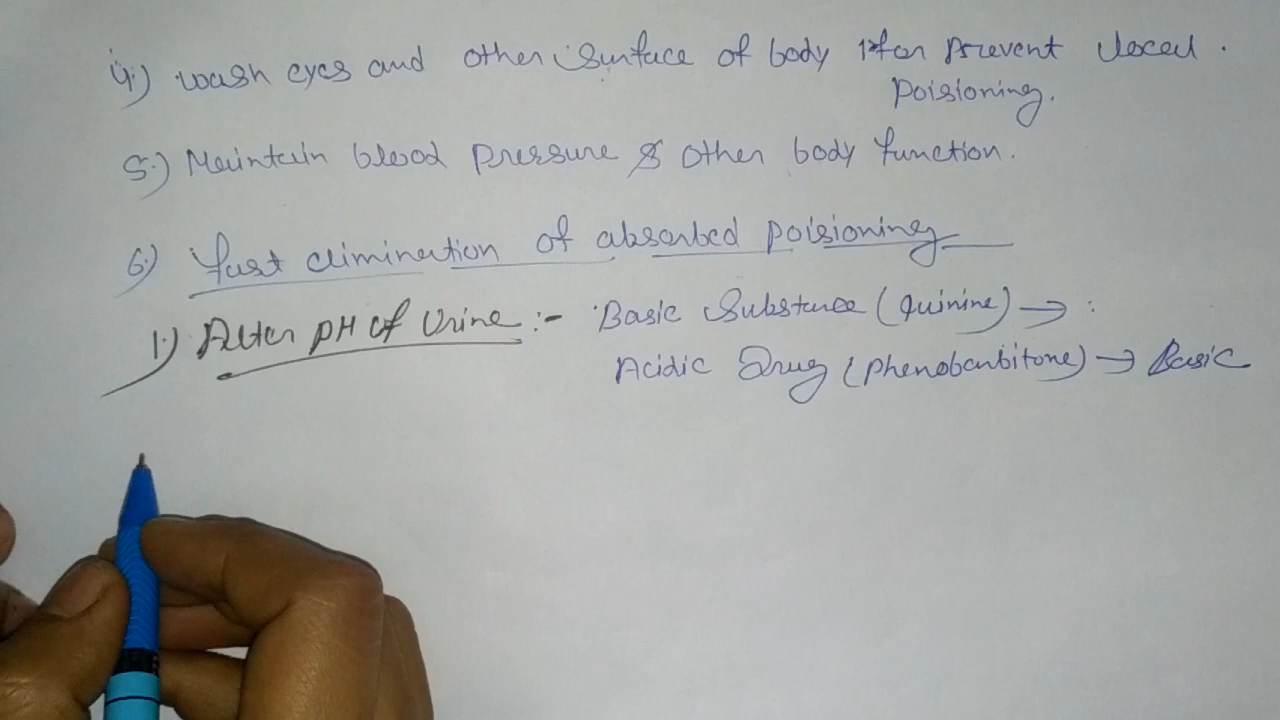 4.) Wash eyes and other surface of body for prevent local.
Poisioning.
5.) Maintain blood pressure & other body function.
6.) fast elimination of absorbed poisioning
1.) Alter pH of Urine :- Basic Substance (Quinine) → :
Acidic Drug (Phenobarbitone) → Basic